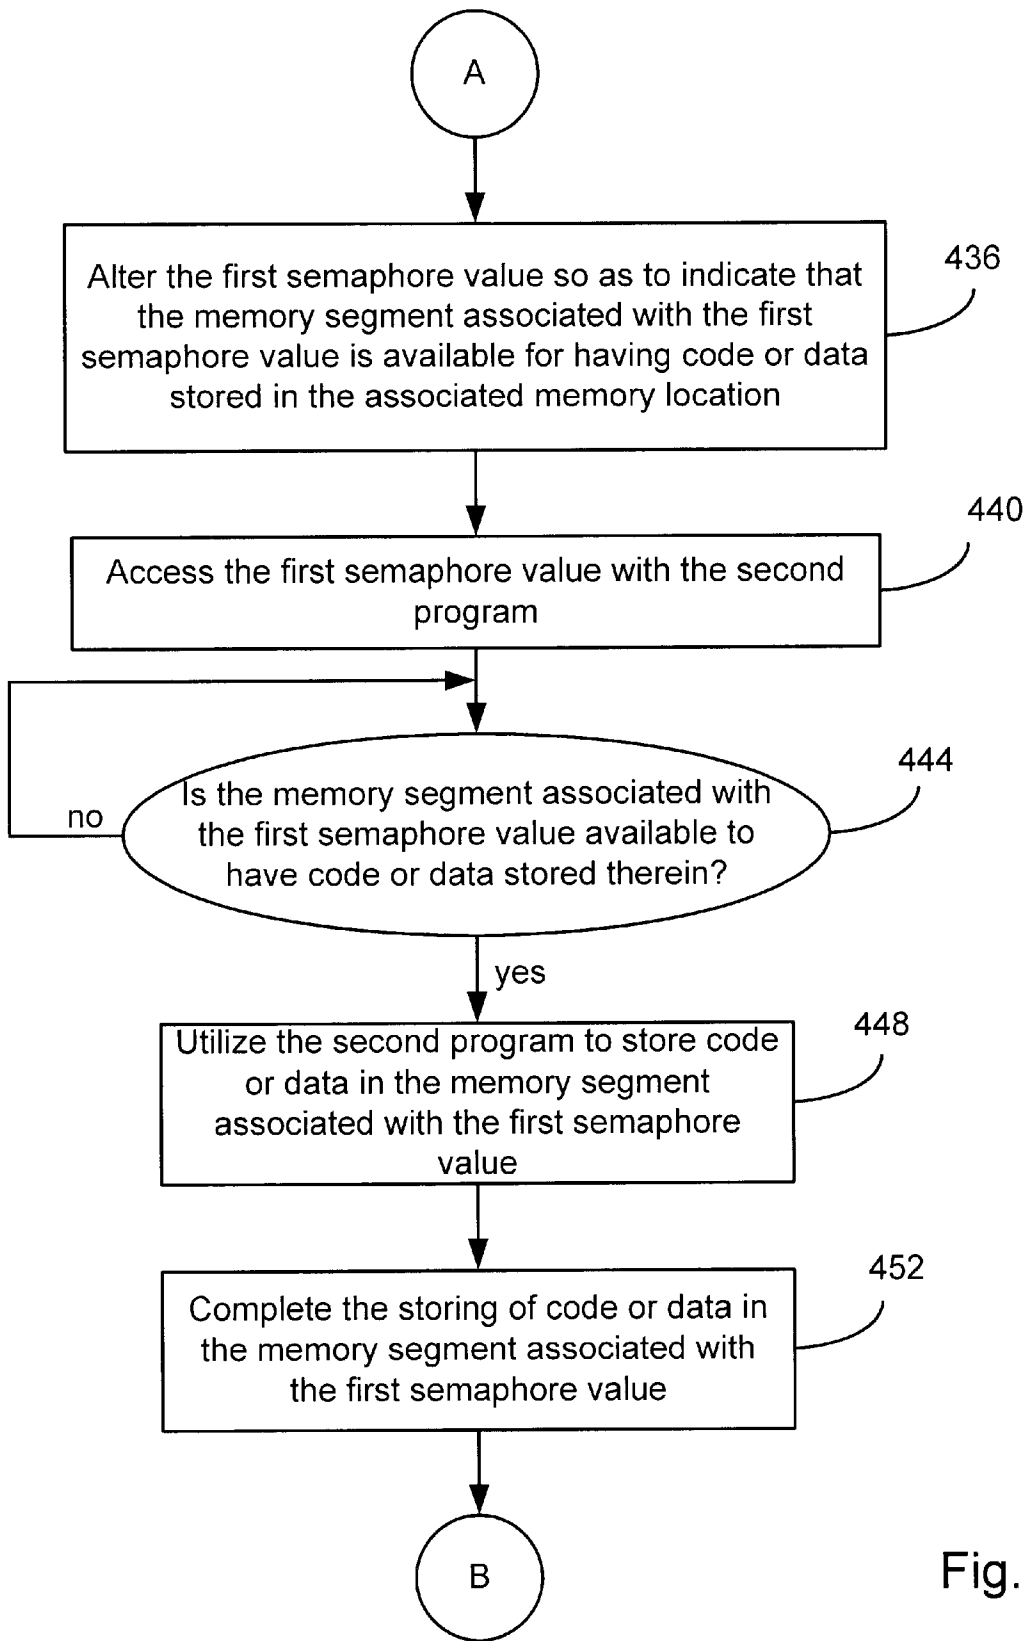 A
Alter the first semaphore value so as to indicate that
the memory segment associated with the first
semaphore value is available for having code or data
stored in the associated memory location
436
Access the first semaphore value with the second
program
440
Is the memory segment associated with
the first semaphore value available to
have code or data stored therein?
444
no
yes
Utilize the second program to store code
or data in the memory segment
associated with the first semaphore
value
448
Complete the storing of code or data in
the memory segment associated with
the first semaphore value
452
B
Fig.